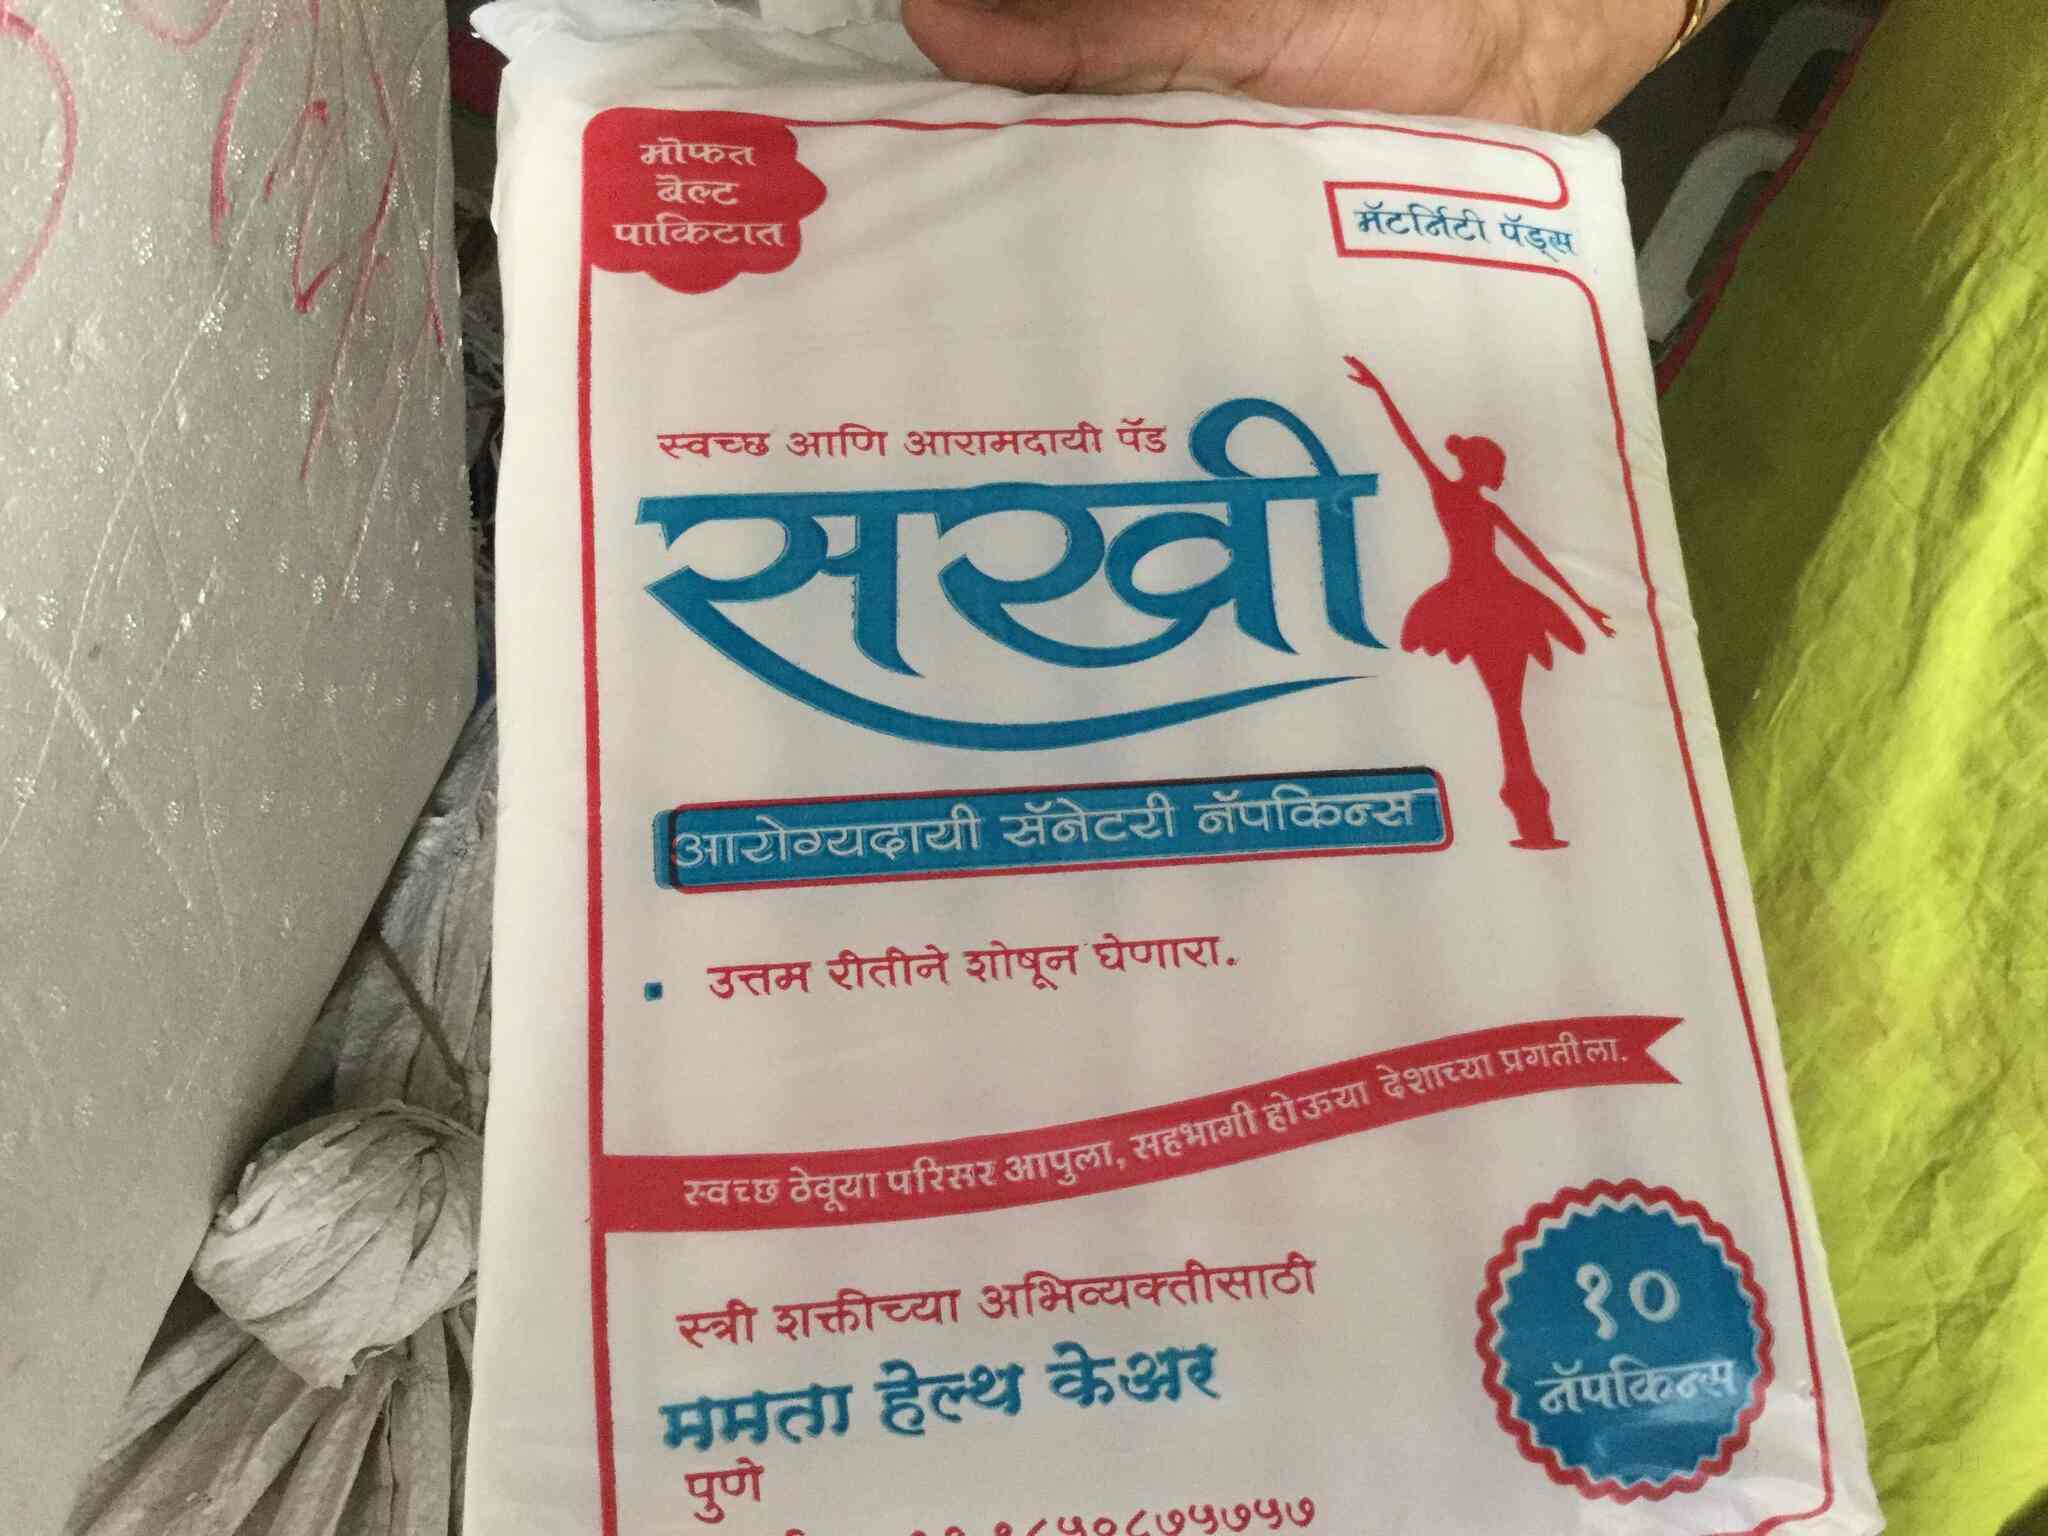 मोफत
बेल्ट
पाकिटात
मॅटर्निटी पॅड्स
स्वच्छ आणि आरामदायी पॅड
सखी
आरोग्यदायी सॅनेटरी नॅपकिन्स
उत्तम रीतीने शोषून घेणारा.
स्वच्छ ठेवूया परिसर आपुला, सहभागी होऊया देशाच्या प्रगतीला.
स्त्री शक्तीच्या अभिव्यक्तीसाठी
ममता हेल्थ केअर
पुणे
१०
नॅपकिन्स